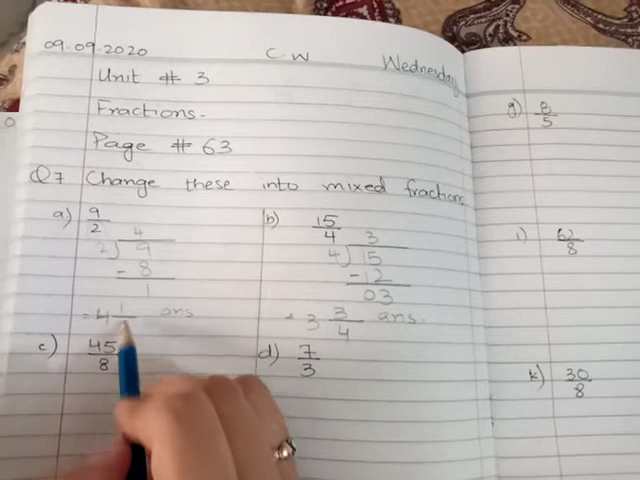 09-09-2020 CW Wednesday
Unit # 3
Fractions.
Page # 63
Q7 Change these into mixed fractions
a) 9/2 b) 15/4
4 3
2)9 4)15
-8 -12
1 03
= 4 1/ ans = 3 3/4 ans.
c) 45/8 d) 7/3
g) 8/5
i) 62/8
k) 30/8